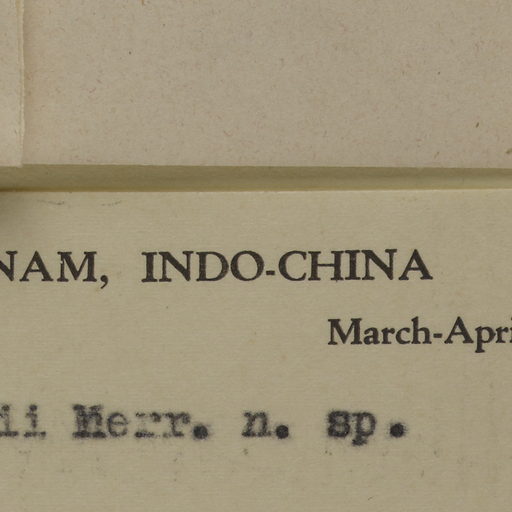 NAM, INDO-CHINA
March-Apri
ii Merr. n. sp.